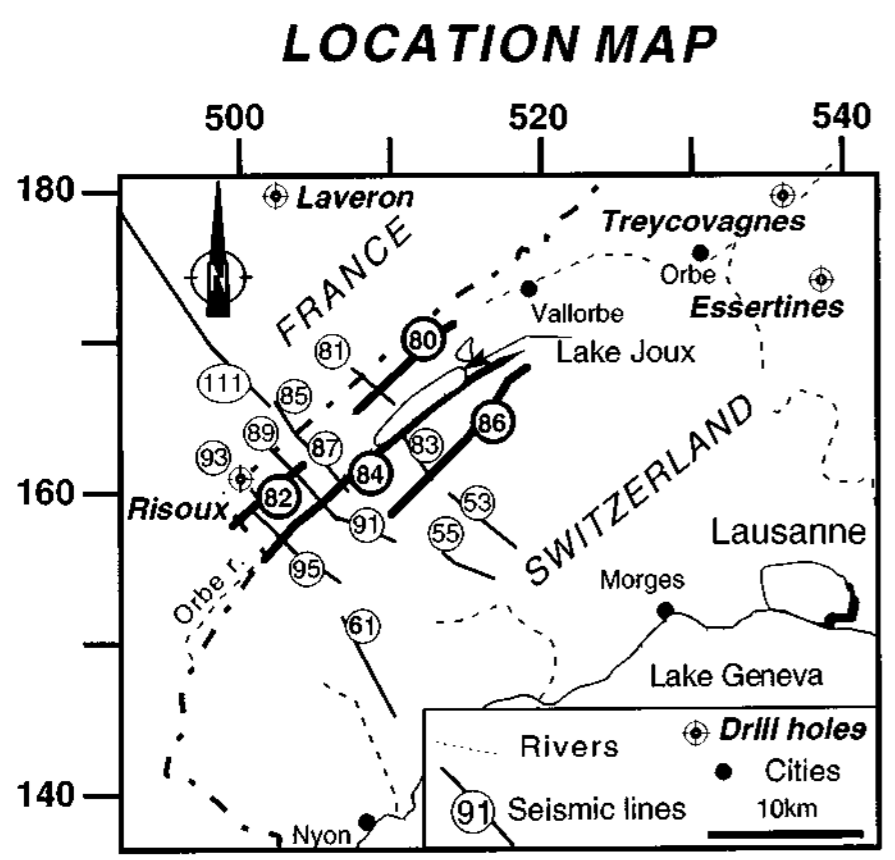 LOCATION MAP
500 520 540
180
Laveron
Treycovagnes
FRANCE
Orbe
Essertines
Vallorbe
N
80
81
Lake Joux
111
85
86
89
87
83
93
84
160
82
Risoux
53
91
55
SWITZERLAND
Lausanne
95
Morges
Orbe r.
61
Lake Geneva
Rivers
Drill holes
Cities
140
91 Seismic lines
10km
Nyon